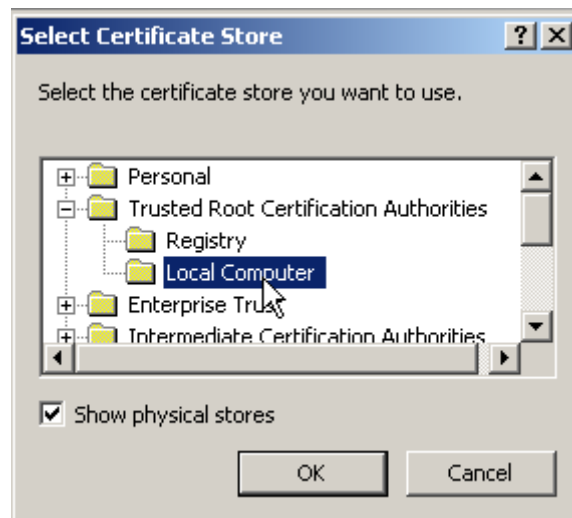 Select Certificate Store
Select the certificate store you want to use.
Personal
Trusted Root Certification Authorities
Registry
Local Computer
Enterprise Trust
Intermediate Certification Authorities
Show physical stores
OK Cancel